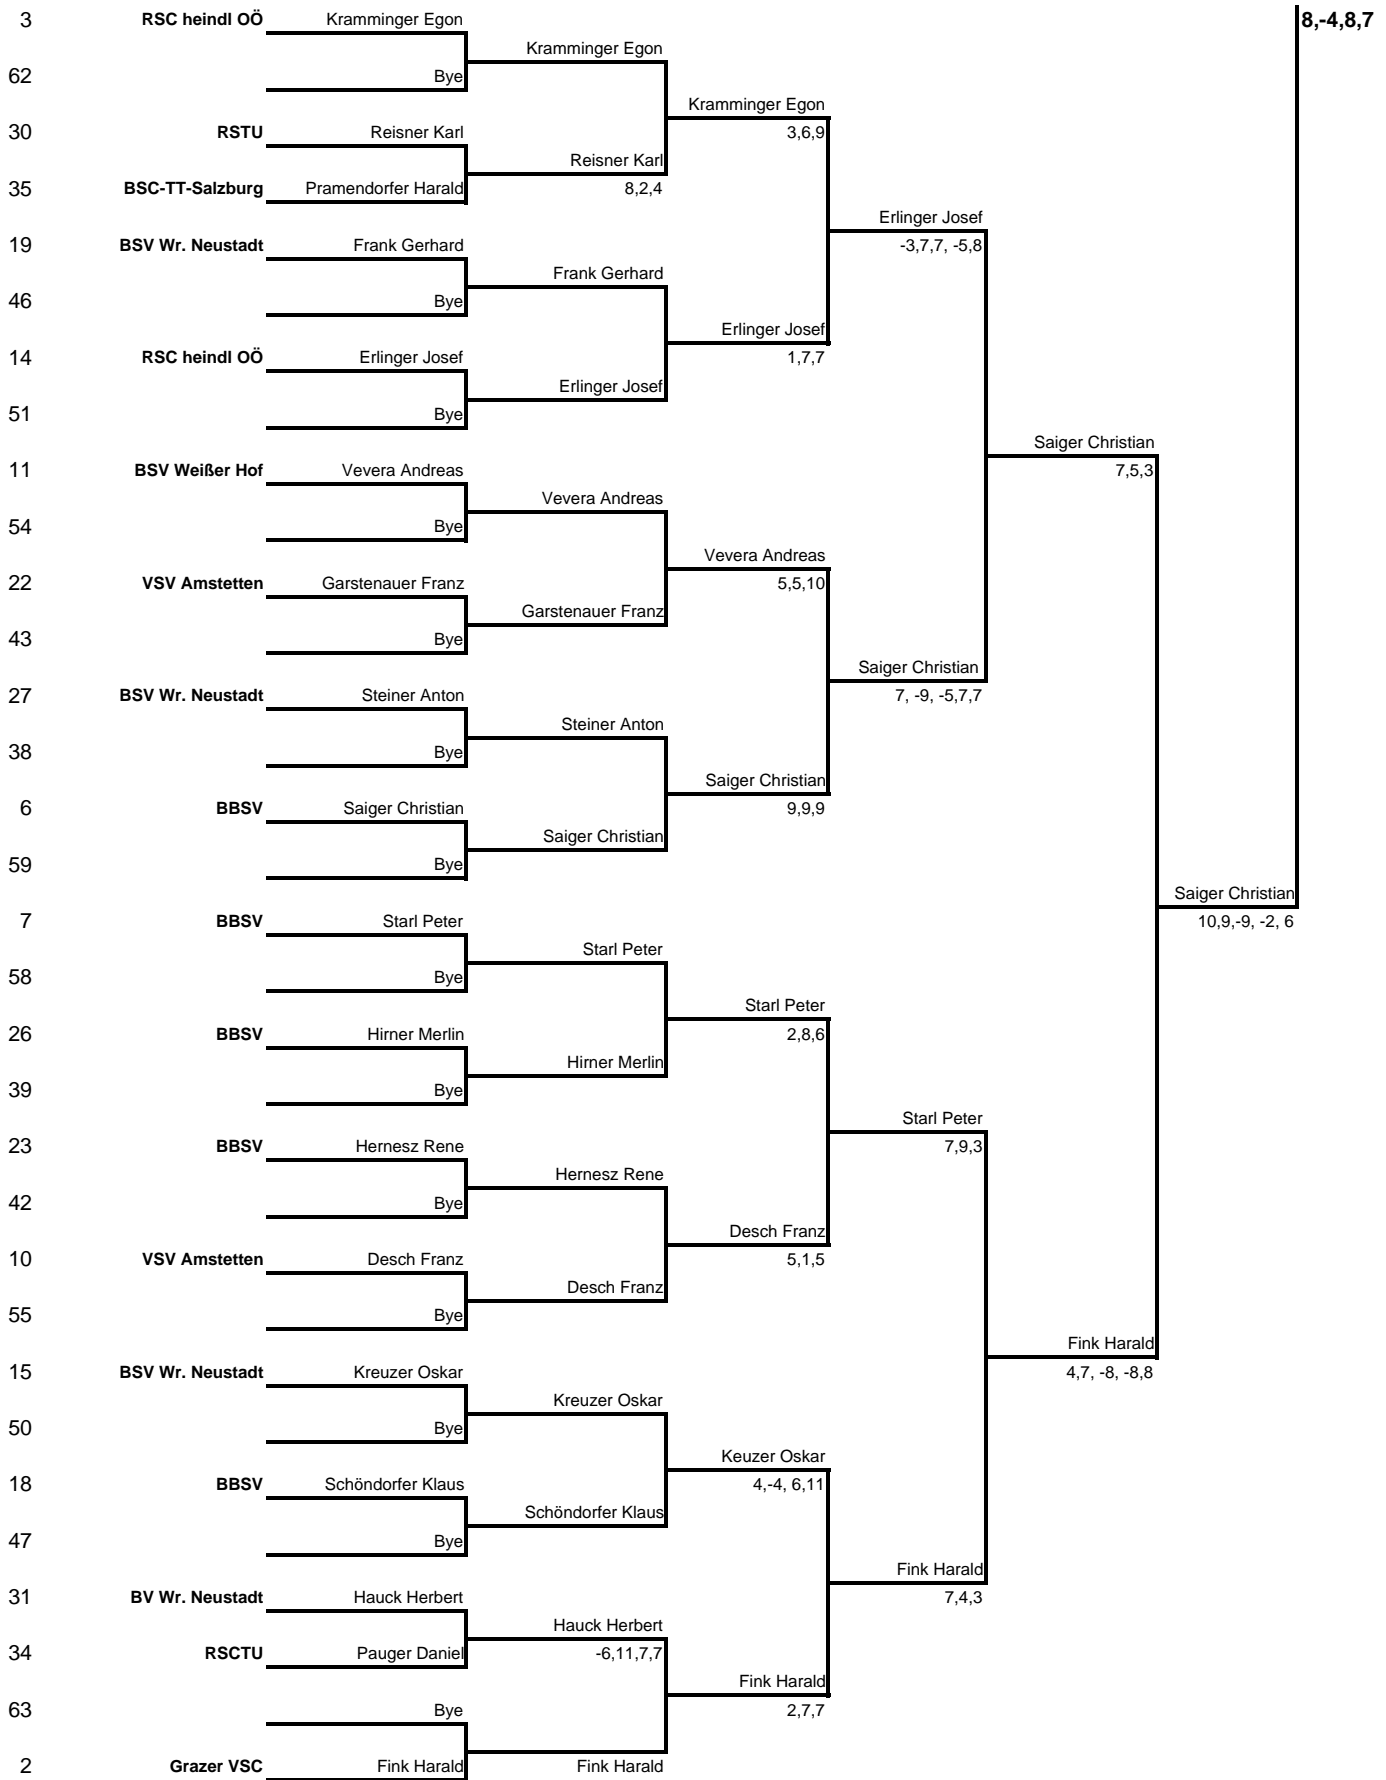 3 RSC heindl OÖ Kramminger Egon 8,-4,8,7
Kramminger Egon
62 Bye
Kramminger Egon
30 RSTU Reisner Karl 3,6,9
Reisner Karl
35 BSC-TT-Salzburg Pramendorfer Harald 8,2,4
Erlinger Josef
19 BSV Wr. Neustadt Frank Gerhard -3,7,7, -5,8
Frank Gerhard
46 Bye
Erlinger Josef
14 RSC heindl OÖ Erlinger Josef 1,7,7
Erlinger Josef
51 Bye
Saiger Christian
11 BSV Weißer Hof Vevera Andreas 7,5,3
Vevera Andreas
54 Bye
Vevera Andreas
22 VSV Amstetten Garstenauer Franz 5,5,10
Garstenauer Franz
43 Bye
Saiger Christian
27 BSV Wr. Neustadt Steiner Anton 7, -9, -5,7,7
Steiner Anton
38 Bye
Saiger Christian
6 BBSV Saiger Christian 9,9,9
Saiger Christian
59 Bye
Saiger Christian
7 BBSV Starl Peter 10,9,-9, -2, 6
Starl Peter
58 Bye
Starl Peter
26 BBSV Hirner Merlin 2,8,6
Hirner Merlin
39 Bye
Starl Peter
23 BBSV Hernesz Rene 7,9,3
Hernesz Rene
42 Bye
Desch Franz
10 VSV Amstetten Desch Franz 5,1,5
Desch Franz
55 Bye
Fink Harald
15 BSV Wr. Neustadt Kreuzer Oskar 4,7, -8, -8,8
Kreuzer Oskar
50 Bye
Keuzer Oskar
18 BBSV Schöndorfer Klaus 4,-4, 6,11
Schöndorfer Klaus
47 Bye
Fink Harald
31 BV Wr. Neustadt Hauck Herbert 7,4,3
Hauck Herbert
34 RSCTU Pauger Daniel -6,11,7,7
Fink Harald
63 Bye 2,7,7
2 Grazer VSC Fink Harald Fink Harald